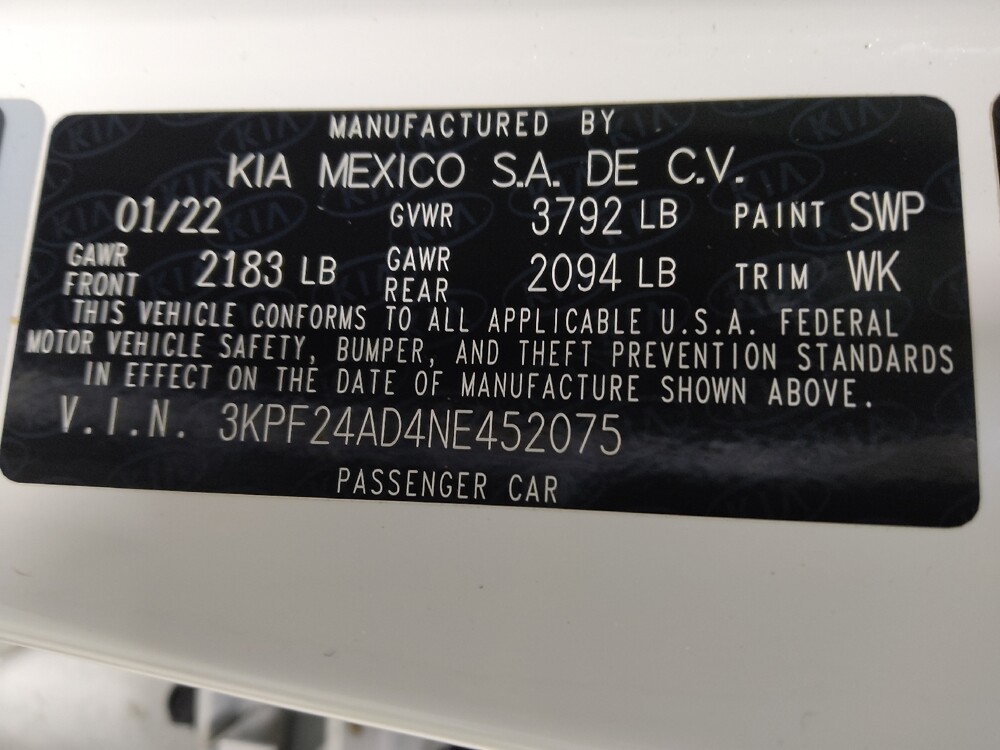 MANUFACTURED BY
KIA MEXICO S.A. DE C.V.
01/22 GVWR 3792 LB PAINT SWP
GAWR FRONT 2183 LB GAWR REAR 2094 LB TRIM WK
THIS VEHICLE CONFORMS TO ALL APPLICABLE U.S.A. FEDERAL
MOTOR VEHICLE SAFETY, BUMPER, AND THEFT PREVENTION STANDARDS
IN EFFECT ON THE DATE OF MANUFACTURE SHOWN ABOVE.
V.I.N. 3KPF24AD4NE452075
PASSENGER CAR